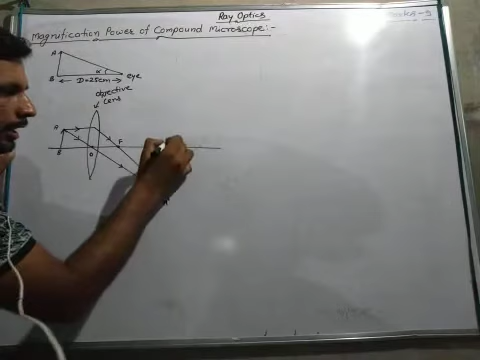 Ray Optics
Magnification Power of Compound Microscope:-
A
B
D=25cm
α
eye
objective
lens
A
B
O
F